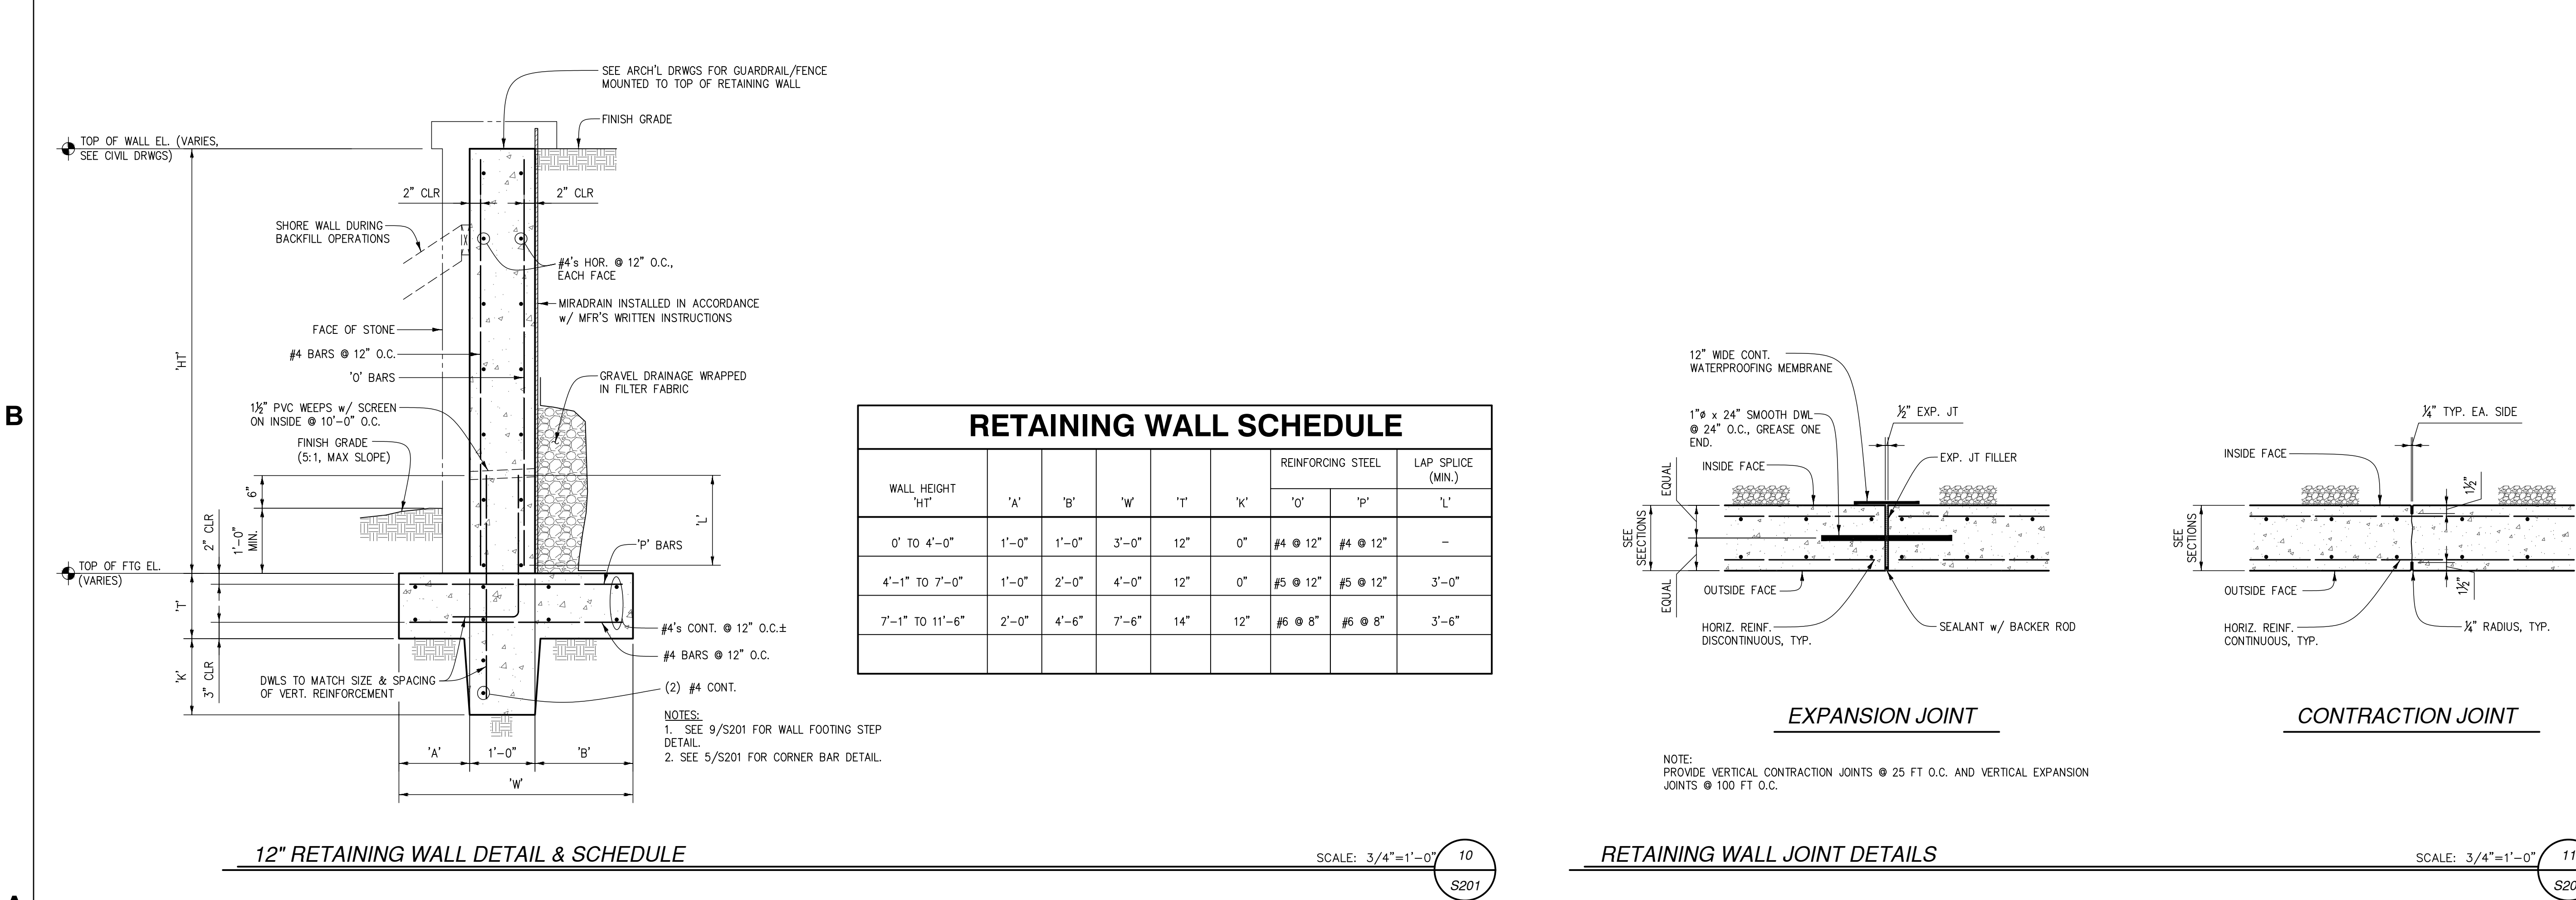 B
SEE ARCH'L DRWGS FOR GUARDRAIL/FENCE
MOUNTED TO TOP OF RETAINING WALL
FINISH GRADE
TOP OF WALL EL. (VARIES,
SEE CIVIL DRWGS)
2" CLR
2" CLR
SHORE WALL DURING
BACKFILL OPERATIONS
#4's HOR. @ 12" O.C.,
EACH FACE
MIRADRAIN INSTALLED IN ACCORDANCE
w/ MFR'S WRITTEN INSTRUCTIONS
FACE OF STONE
#4 BARS @ 12" O.C.
'O' BARS
'HT'
GRAVEL DRAINAGE WRAPPED
IN FILTER FABRIC
1½" PVC WEEPS w/ SCREEN
ON INSIDE @ 10'-0" O.C.
FINISH GRADE
(5:1, MAX SLOPE)
6"
1'-0"
MIN.
2" CLR
'L'
'P' BARS
TOP OF FTG EL.
(VARIES)
'T'
'K'
3" CLR
#4's CONT. @ 12" O.C.±
#4 BARS @ 12" O.C.
DWLS TO MATCH SIZE & SPACING
OF VERT. REINFORCEMENT
(2) #4 CONT.
NOTES:
1. SEE 9/S201 FOR WALL FOOTING STEP
DETAIL.
2. SEE 5/S201 FOR CORNER BAR DETAIL.
'A'
1'-0"
'B'
'W'
12" RETAINING WALL DETAIL & SCHEDULE
SCALE: 3/4"=1'-0"
10
S201
RETAINING WALL SCHEDULE
REINFORCING STEEL
LAP SPLICE
(MIN.)
WALL HEIGHT
'HT' 'A' 'B' 'W' 'T' 'K' 'O' 'P' 'L'
0' TO 4'-0" 1'-0" 1'-0" 3'-0" 12" 0" #4 @ 12" #4 @ 12" -
4'-1" TO 7'-0" 1'-0" 2'-0" 4'-0" 12" 0" #5 @ 12" #5 @ 12" 3'-0"
7'-1" TO 11'-6" 2'-0" 4'-6" 7'-6" 14" 12" #6 @ 8" #6 @ 8" 3'-6"
12" WIDE CONT.
WATERPROOFING MEMBRANE
1"ø x 24" SMOOTH DWL
@ 24" O.C., GREASE ONE
END.
½" EXP. JT
EXP. JT FILLER
INSIDE FACE
EQUAL
EQUAL
SEE
SEECTIONS
OUTSIDE FACE
HORIZ. REINF.
DISCONTINUOUS, TYP.
SEALANT w/ BACKER ROD
EXPANSION JOINT
NOTE:
PROVIDE VERTICAL CONTRACTION JOINTS @ 25 FT O.C. AND VERTICAL EXPANSION
JOINTS @ 100 FT O.C.
¼" TYP. EA. SIDE
INSIDE FACE
1½"
SEE
SECTIONS
OUTSIDE FACE
1½"
HORIZ. REINF.
CONTINUOUS, TYP.
¼" RADIUS, TYP.
CONTRACTION JOINT
RETAINING WALL JOINT DETAILS
SCALE: 3/4"=1'-0"
11
S20